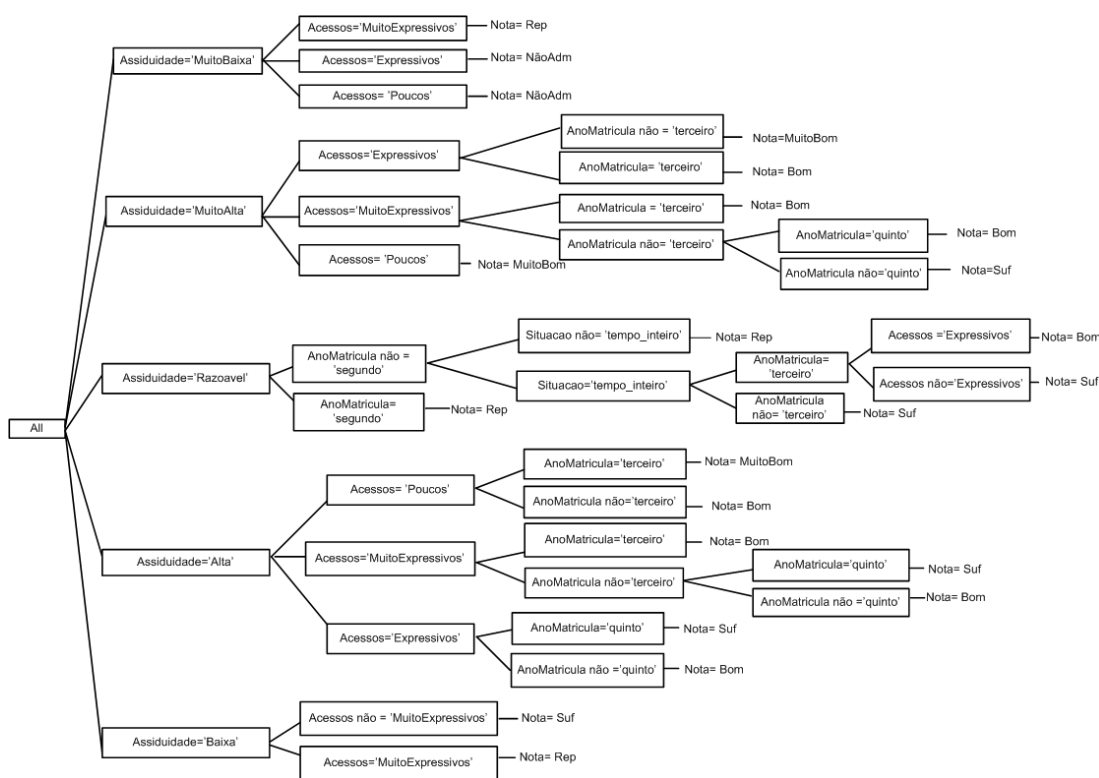 Acessos='MuitoExpressivos'
Nota= Rep
Assiduidade='MuitoBaixa'
Acessos='Expressivos'
Nota= NãoAdm
Acessos= 'Poucos'
Nota= NãoAdm
AnoMatricula não = 'terceiro'
Nota=MuitoBom
Acessos='Expressivos'
AnoMatricula= 'terceiro'
Nota= Bom
Assiduidade='MuitoAlta'
Acessos='MuitoExpressivos'
AnoMatricula = 'terceiro'
Nota= Bom
AnoMatricula não= 'terceiro'
AnoMatricula='quinto'
Nota= Bom
Acessos= 'Poucos'
Nota= MuitoBom
AnoMatricula não='quinto'
Nota=Suf
Situacao não= 'tempo_inteiro'
Nota= Rep
Acessos ='Expressivos'
Nota= Bom
AnoMatricula não =
'segundo'
AnoMatricula=
'terceiro'
Assiduidade='Razoavel'
Situacao='tempo_inteiro'
Acessos não='Expressivos'
Nota= Suf
AnoMatricula=
'segundo'
Nota= Rep
AnoMatricula
não= 'terceiro'
Nota= Suf
All
AnoMatricula='terceiro'
Nota= MuitoBom
Acessos= 'Poucos'
AnoMatricula não='terceiro'
Nota= Bom
AnoMatricula='terceiro'
Nota= Bom
Assiduidade='Alta'
Acessos='MuitoExpressivos'
AnoMatricula não='terceiro'
AnoMatricula='quinto'
Nota= Suf
AnoMatricula não ='quinto'
Nota= Bom
Acessos='Expressivos'
AnoMatricula='quinto'
Nota= Suf
AnoMatricula não ='quinto'
Nota= Bom
Acessos não = 'MuitoExpressivos'
Nota= Suf
Assiduidade='Baixa'
Acessos='MuitoExpressivos'
Nota= Rep